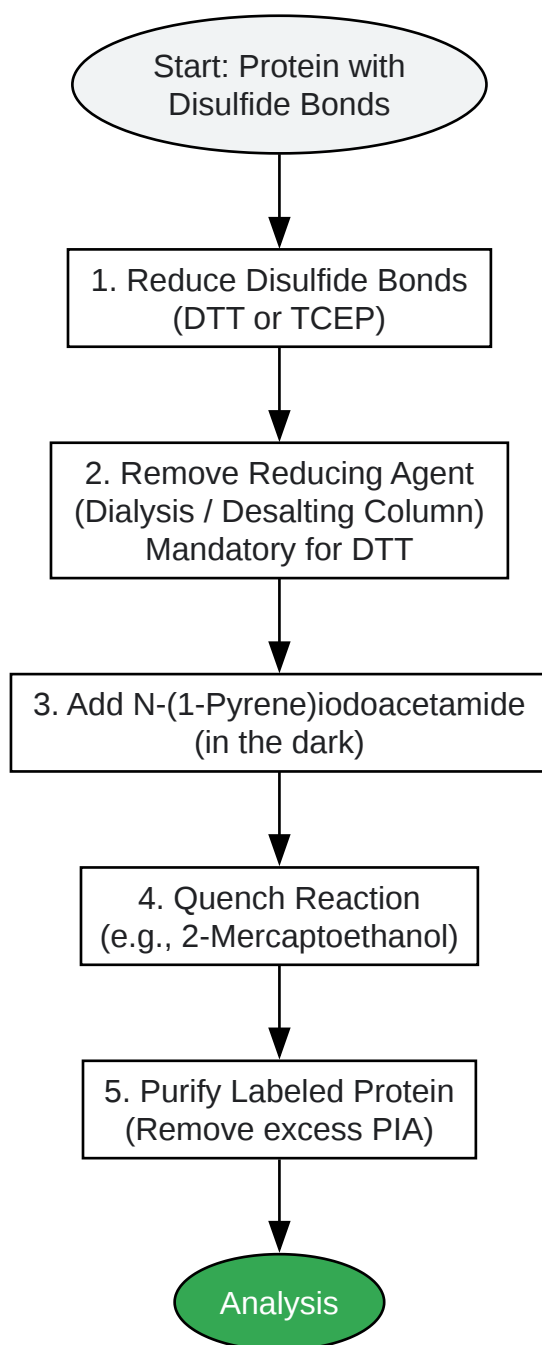 Start: Protein with
Disulfide Bonds
1. Reduce Disulfide Bonds
(DTT or TCEP)
2. Remove Reducing Agent
(Dialysis / Desalting Column)
Mandatory for DTT
3. Add N-(1-Pyrene)iodoacetamide
(in the dark)
4. Quench Reaction
(e.g., 2-Mercaptoethanol)
5. Purify Labeled Protein
(Remove excess PIA)
Analysis